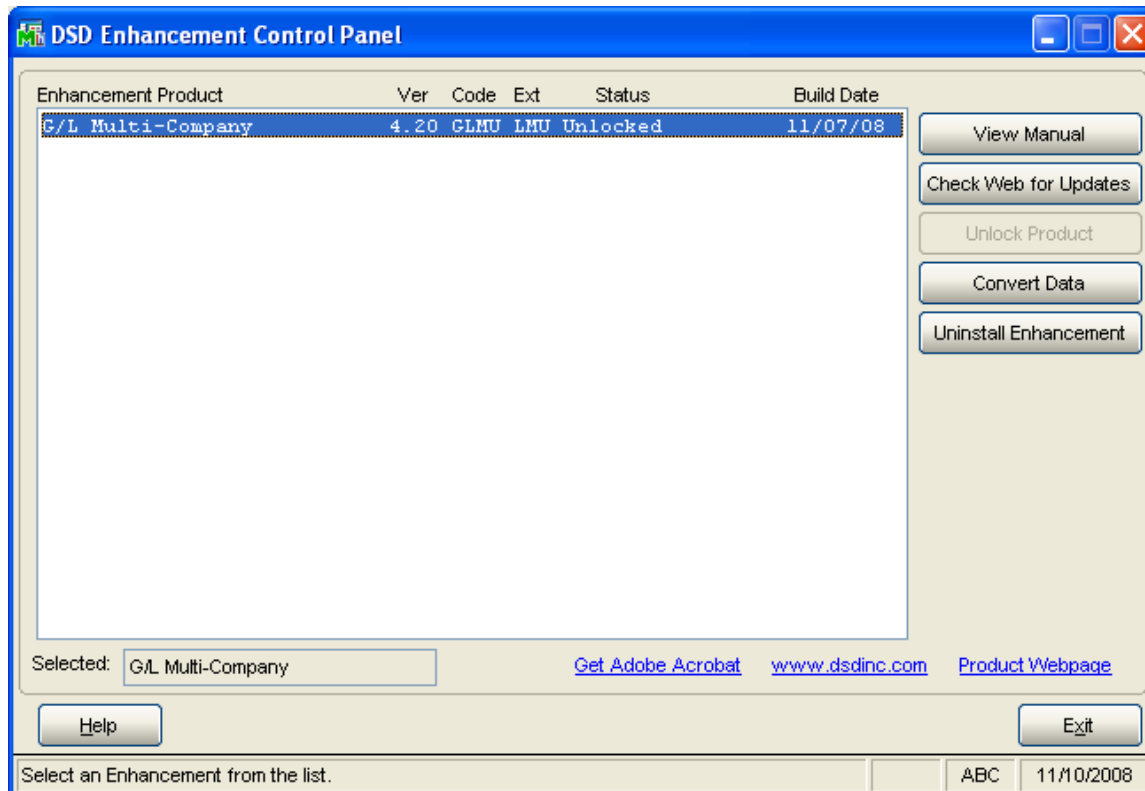 DSD Enhancement Control Panel
Enhancement Product Ver Code Ext Status Build Date
G/L Multi-Company 4.20 GLMU LMU Unlocked 11/07/08
View Manual
Check Web for Updates
Unlock Product
Convert Data
Uninstall Enhancement
Selected: G/L Multi-Company Get Adobe Acrobat www.dsdinc.com Product Webpage
Help Exit
Select an Enhancement from the list. ABC 11/10/2008